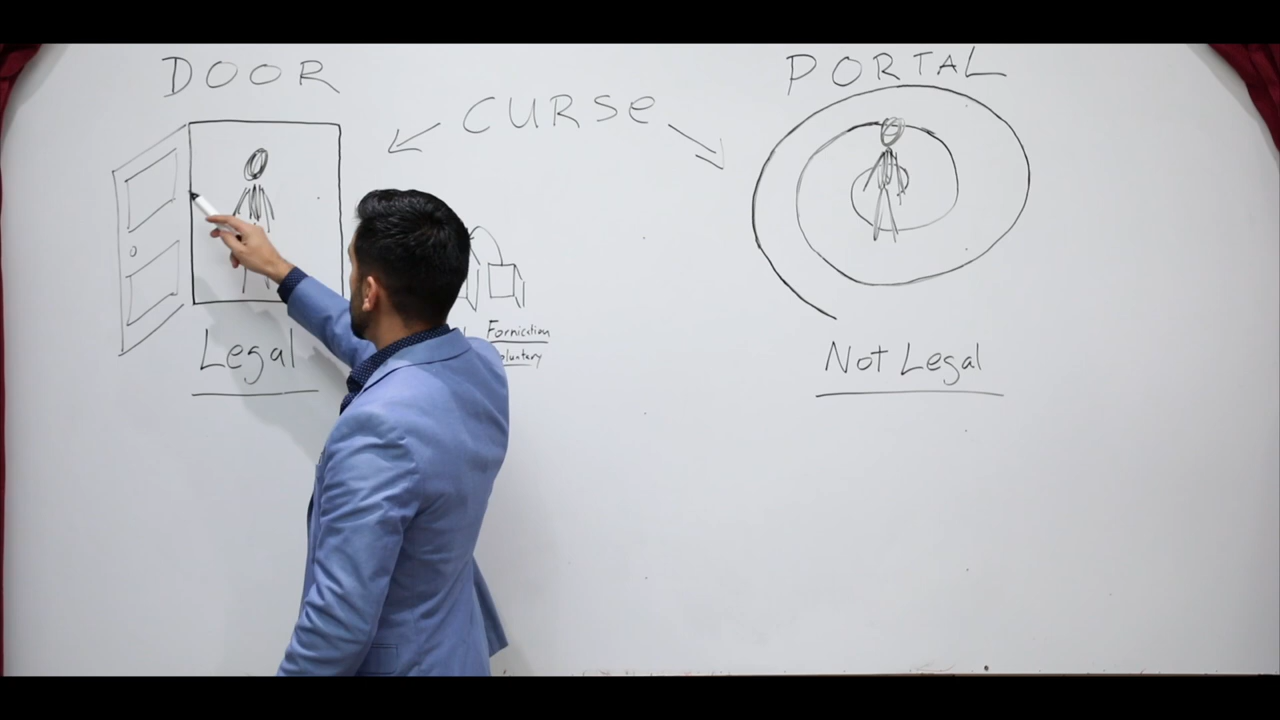 DOOR
PORTAL
CURSE
Fornication
Legal
Not Legal